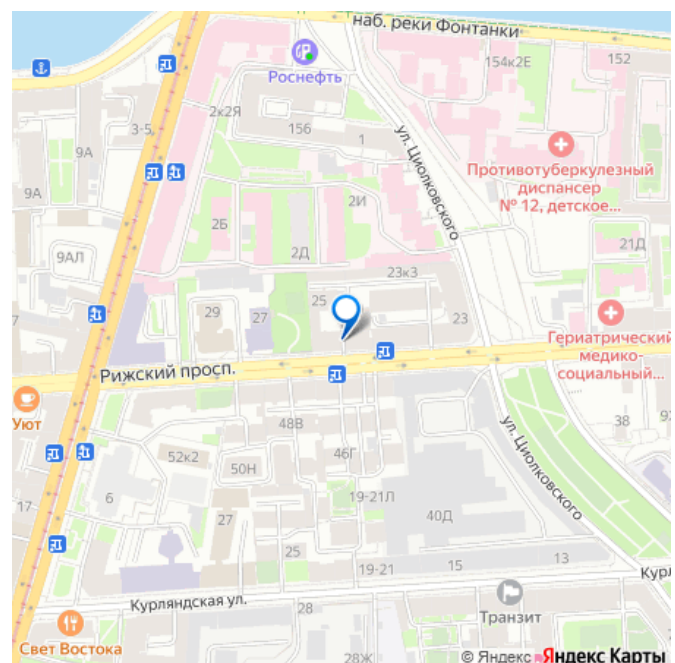 наб. реки Фонтанки
Роснефть
154к2Е
152
2к2Я
3-5
156
1
ул. Циолковского
9А
Противотуберкулезный
диспансер
№ 12, детское...
9А
2Б
2И
2Д
21Д
9АЛ
23к3
25
29
27
23
Гериатрический
медико-
социальный...
Рижский просп.
Уют
48В
38
52к2
50Н
46Г
ул. Циолковского
6
19-21Л
17
27
40Д
25
19-21
15
13
Курляндская ул.
28
Транзит
Свет Востока
28Ж
© Яндекс
Яндекс Карты